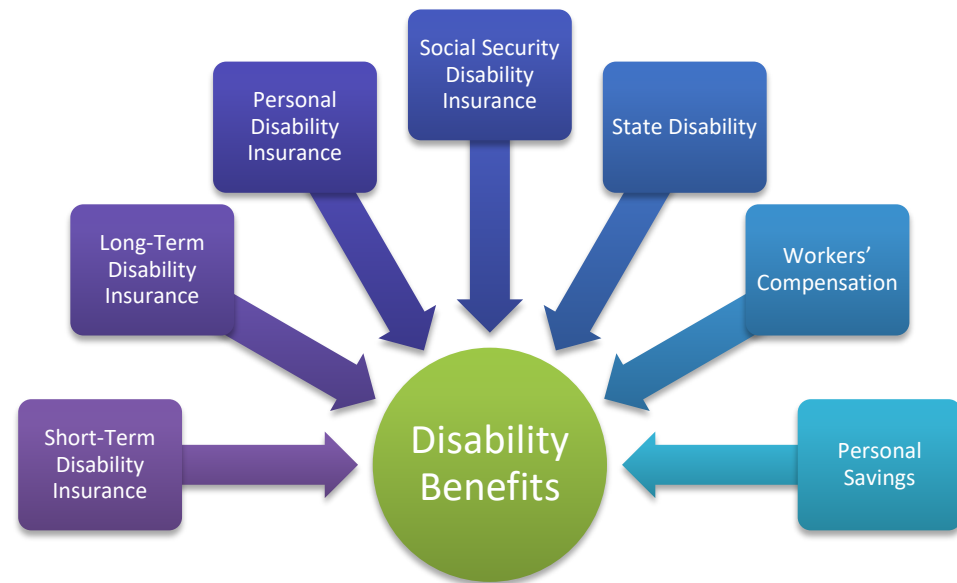 Social Security
Disability
Insurance
Personal
Disability
Insurance
State Disability
Long-Term
Disability
Insurance
Workers’
Compensation
Short-Term
Disability
Insurance
Disability
Benefits
Personal
Savings